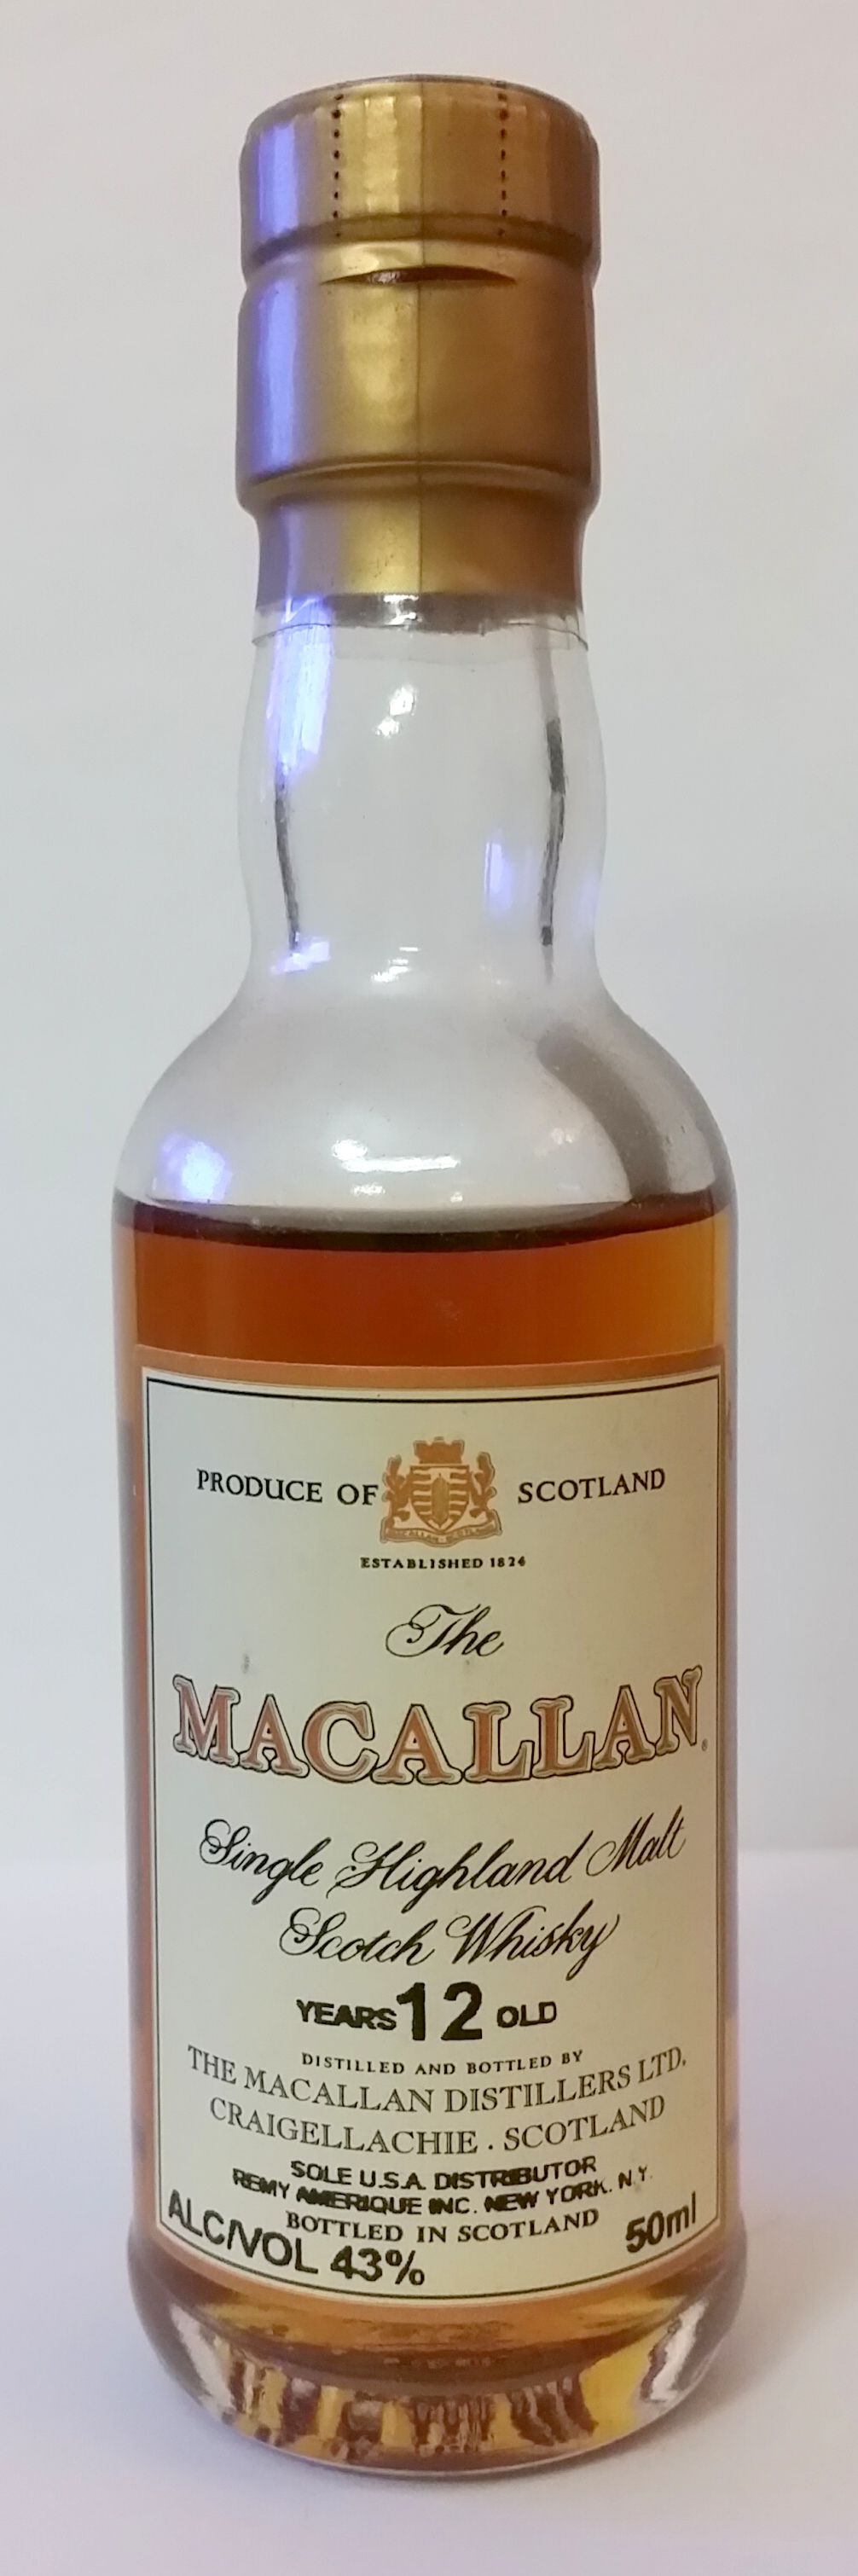 PRODUCE OF SCOTLAND
MACALLAN - SCOTLAND
ESTABLISHED 1824
The
MACALLAN®
Single Highland Malt
Scotch Whisky
YEARS 12 OLD
DISTILLED AND BOTTLED BY
THE MACALLAN DISTILLERS LTD.
CRAIGELLACHIE . SCOTLAND
SOLE U.S.A. DISTRIBUTOR
REMY AMERIQUE INC. NEW YORK. N.Y.
BOTTLED IN SCOTLAND
ALC/VOL 43% 50ml